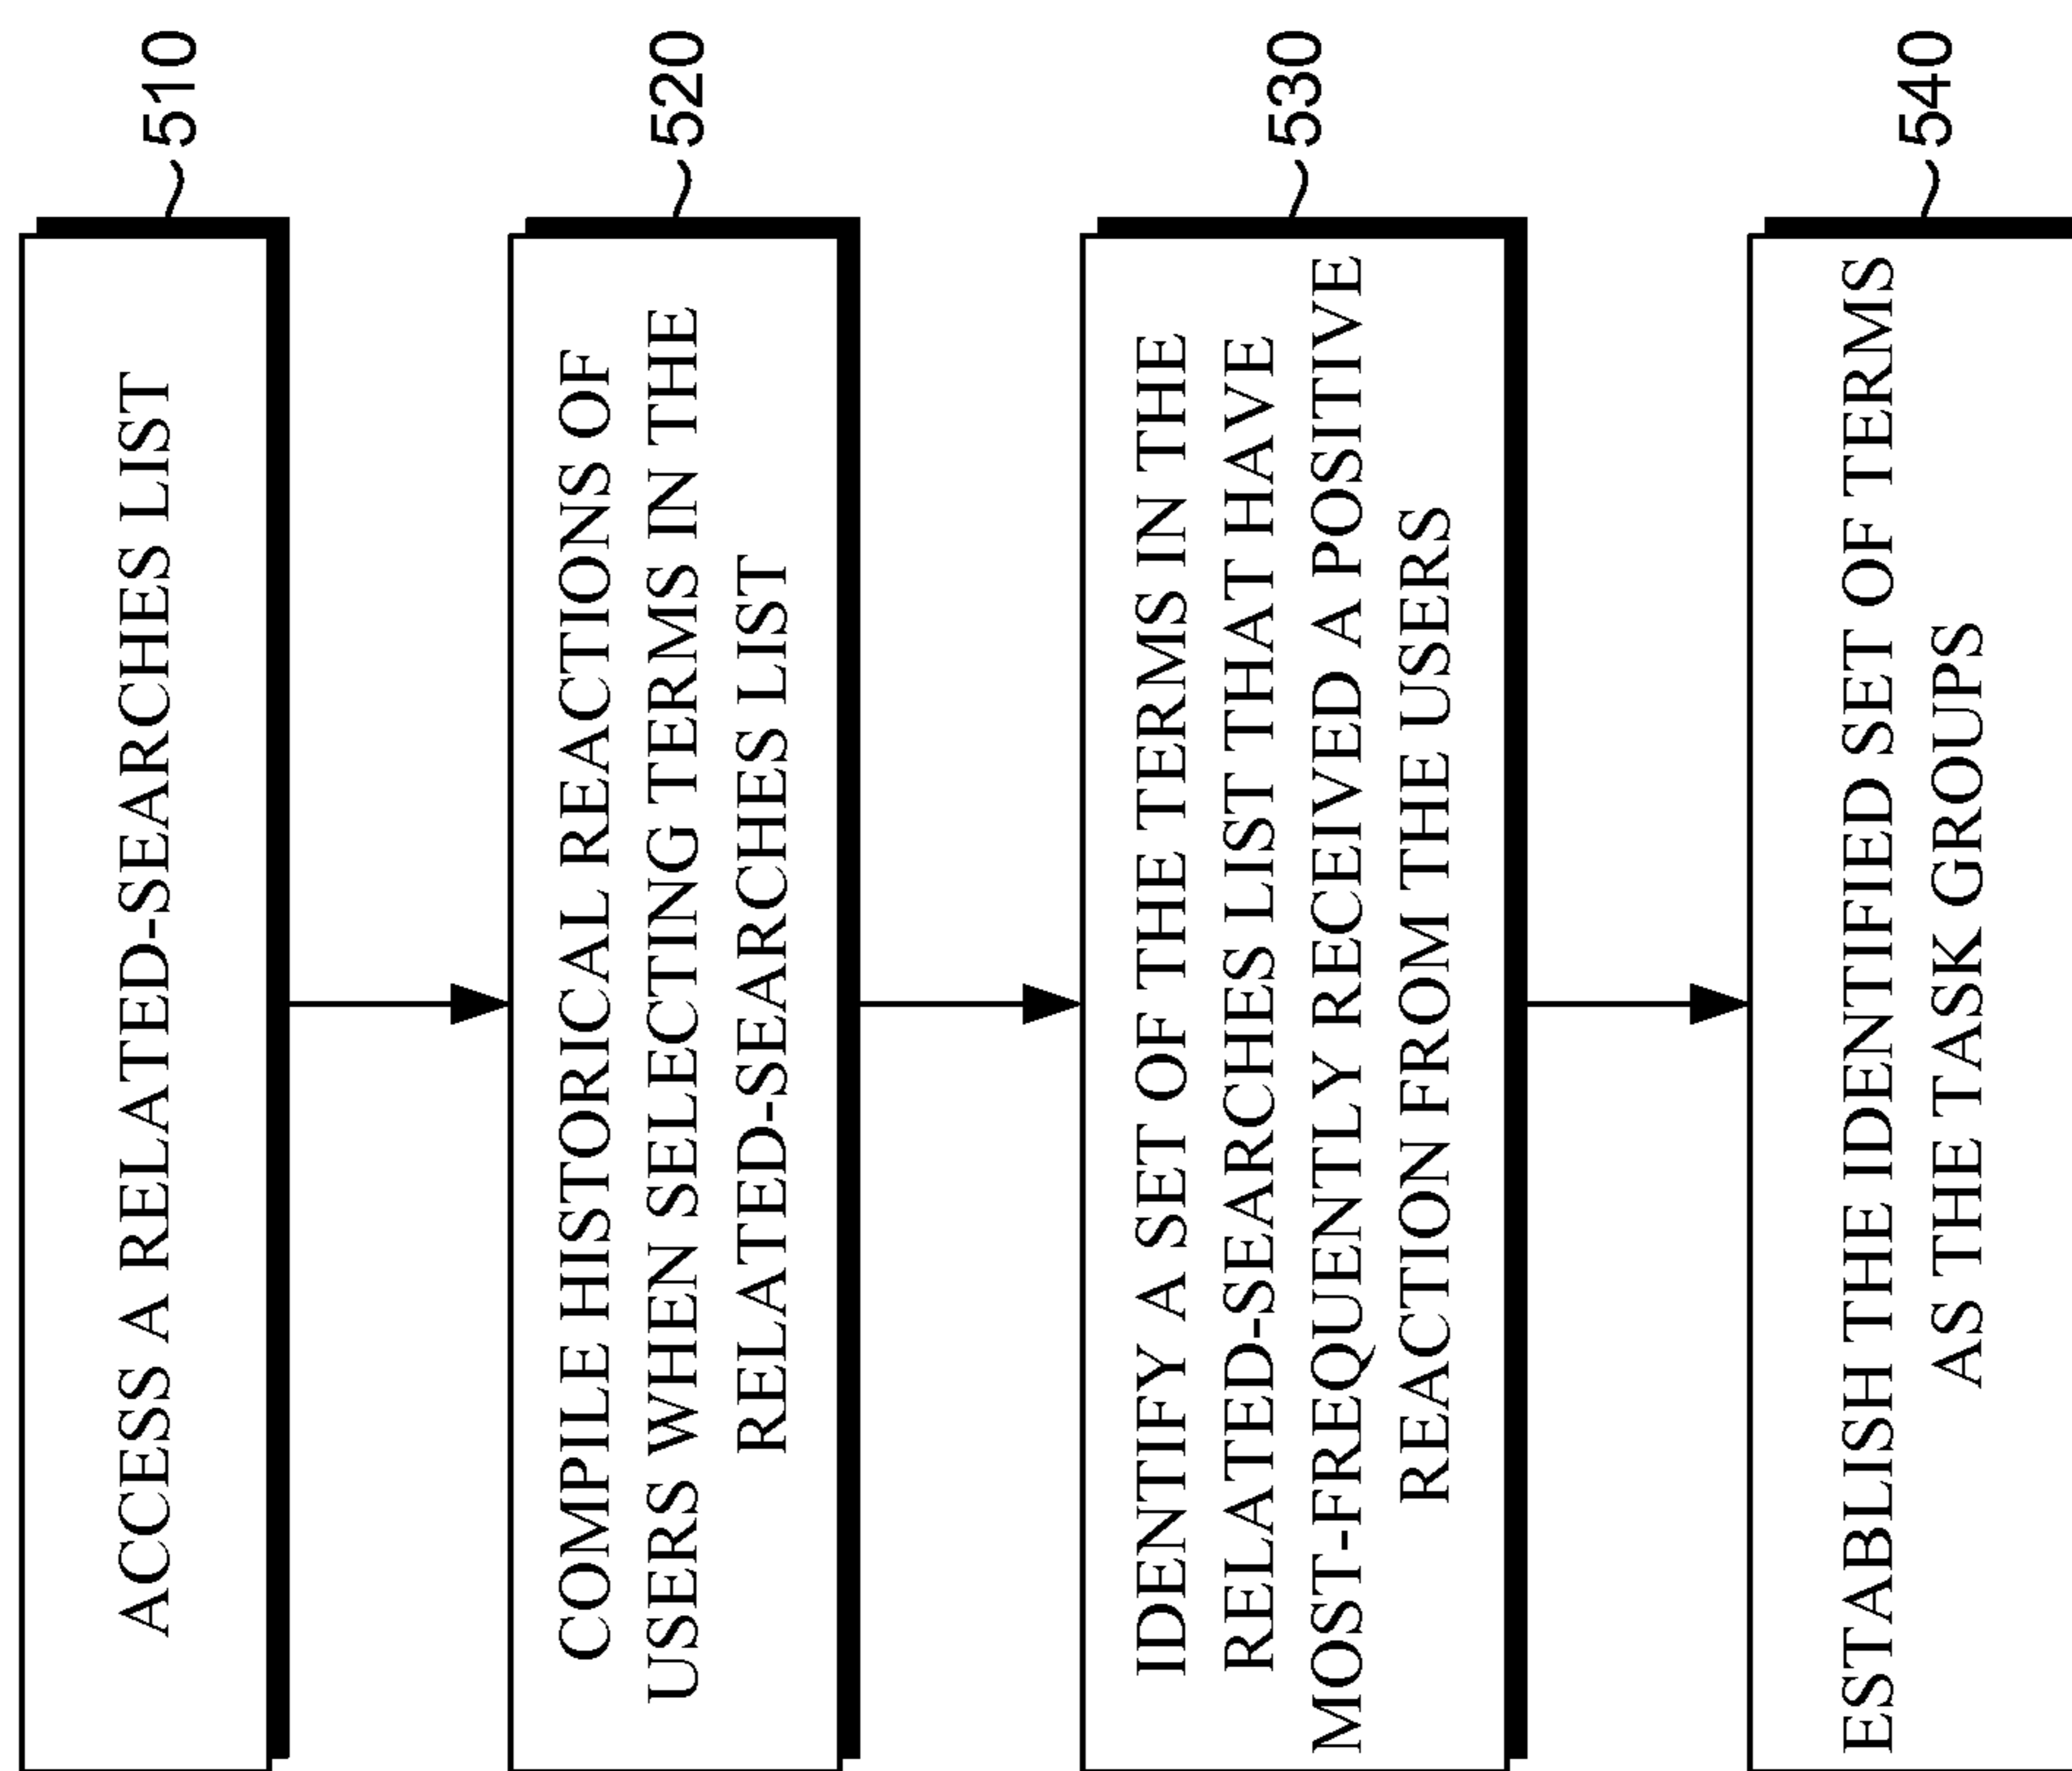 ACCESS A RELATED-SEARCHES LIST
510
COMPILE HISTORICAL REACTIONS OF
USERS WHEN SELECTING TERMS IN THE
RELATED-SEARCHES LIST
520
IDENTIFY A SET OF THE TERMS IN THE
RELATED-SEARCHES LIST THAT HAVE
MOST-FREQUENTLY RECEIVED A POSITIVE
REACTION FROM THE USERS
530
ESTABLISH THE IDENTIFIED SET OF TERMS
AS THE TASK GROUPS
540